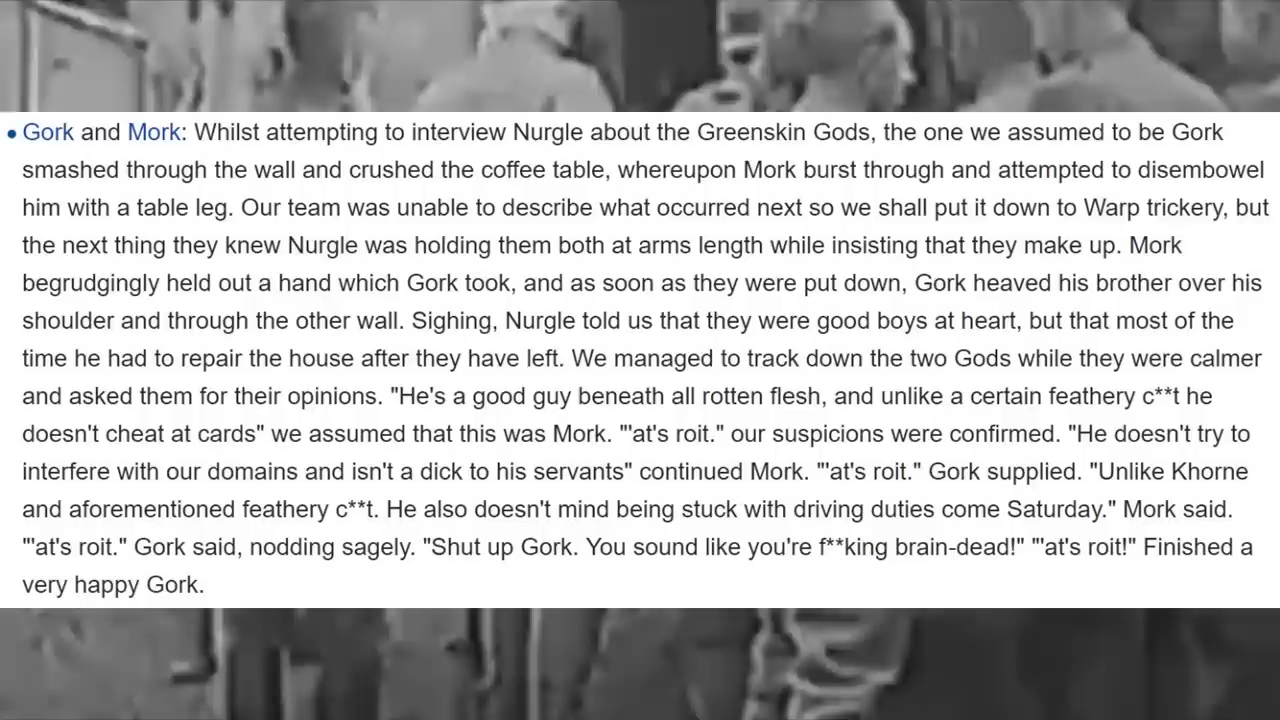 • Gork and Mork: Whilst attempting to interview Nurgle about the Greenskin Gods, the one we assumed to be Gork
smashed through the wall and crushed the coffee table, whereupon Mork burst through and attempted to disembowel
him with a table leg. Our team was unable to describe what occurred next so we shall put it down to Warp trickery, but
the next thing they knew Nurgle was holding them both at arms length while insisting that they make up. Mork
begrudgingly held out a hand which Gork took, and as soon as they were put down, Gork heaved his brother over his
shoulder and through the other wall. Sighing, Nurgle told us that they were good boys at heart, but that most of the
time he had to repair the house after they have left. We managed to track down the two Gods while they were calmer
and asked them for their opinions. "He's a good guy beneath all rotten flesh, and unlike a certain feathery c**t he
doesn't cheat at cards" we assumed that this was Mork. "'at's roit." our suspicions were confirmed. "He doesn't try to
interfere with our domains and isn't a dick to his servants" continued Mork. "'at's roit." Gork supplied. "Unlike Khorne
and aforementioned feathery c**t. He also doesn't mind being stuck with driving duties come Saturday." Mork said.
"'at's roit." Gork said, nodding sagely. "Shut up Gork. You sound like you're f**king brain-dead!" "'at's roit!" Finished a
very happy Gork.